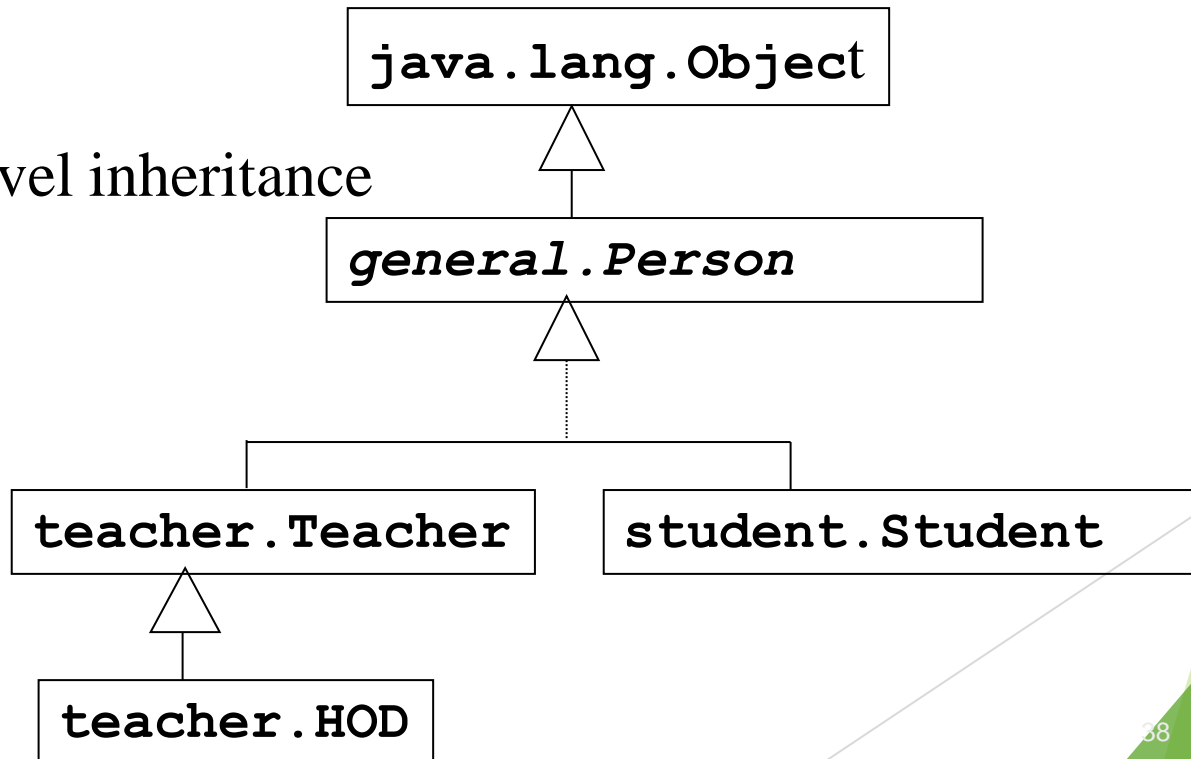 java.lang.Object
vel inheritance
general.Person
teacher.Teacher
student.Student
teacher.HOD
38